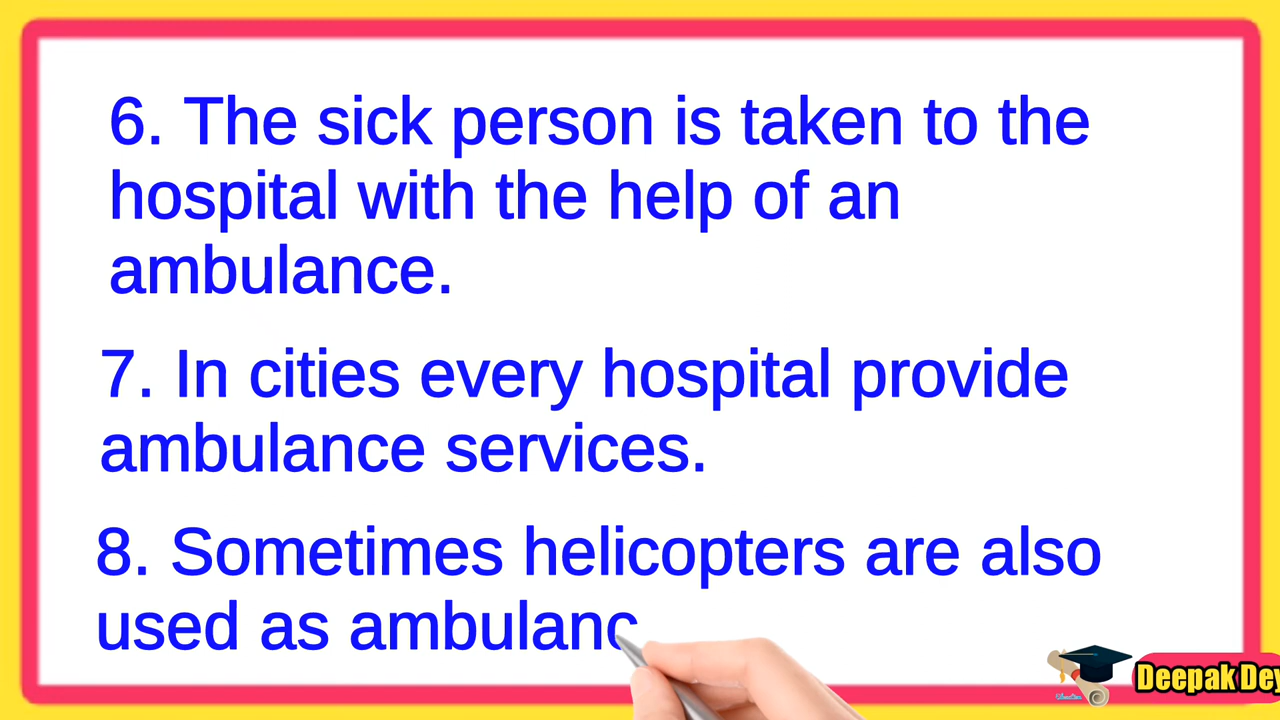 6. The sick person is taken to the
hospital with the help of an
ambulance.
7. In cities every hospital provide
ambulance services.
8. Sometimes helicopters are also
used as ambulanc
Deepak Dey